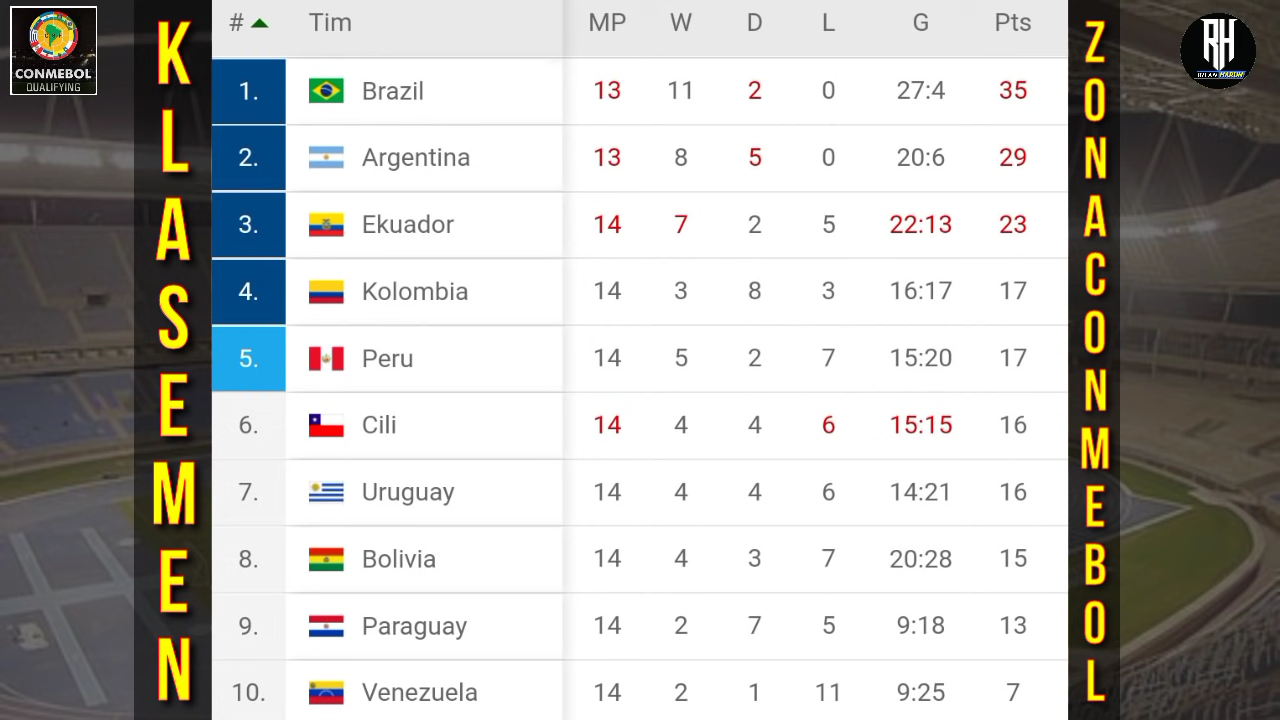 CONMEBOL
QUALIFYING
KLASEMEN
# Tim MP W D L G Pts
1. Brazil 13 11 2 0 27:4 35
2. Argentina 13 8 5 0 20:6 29
3. Ekuador 14 7 2 5 22:13 23
4. Kolombia 14 3 8 3 16:17 17
5. Peru 14 5 2 7 15:20 17
6. Cili 14 4 4 6 15:15 16
7. Uruguay 14 4 4 6 14:21 16
8. Bolivia 14 4 3 7 20:28 15
9. Paraguay 14 2 7 5 9:18 13
10. Venezuela 14 2 1 11 9:25 7
ZONA CONMEBOL
RH